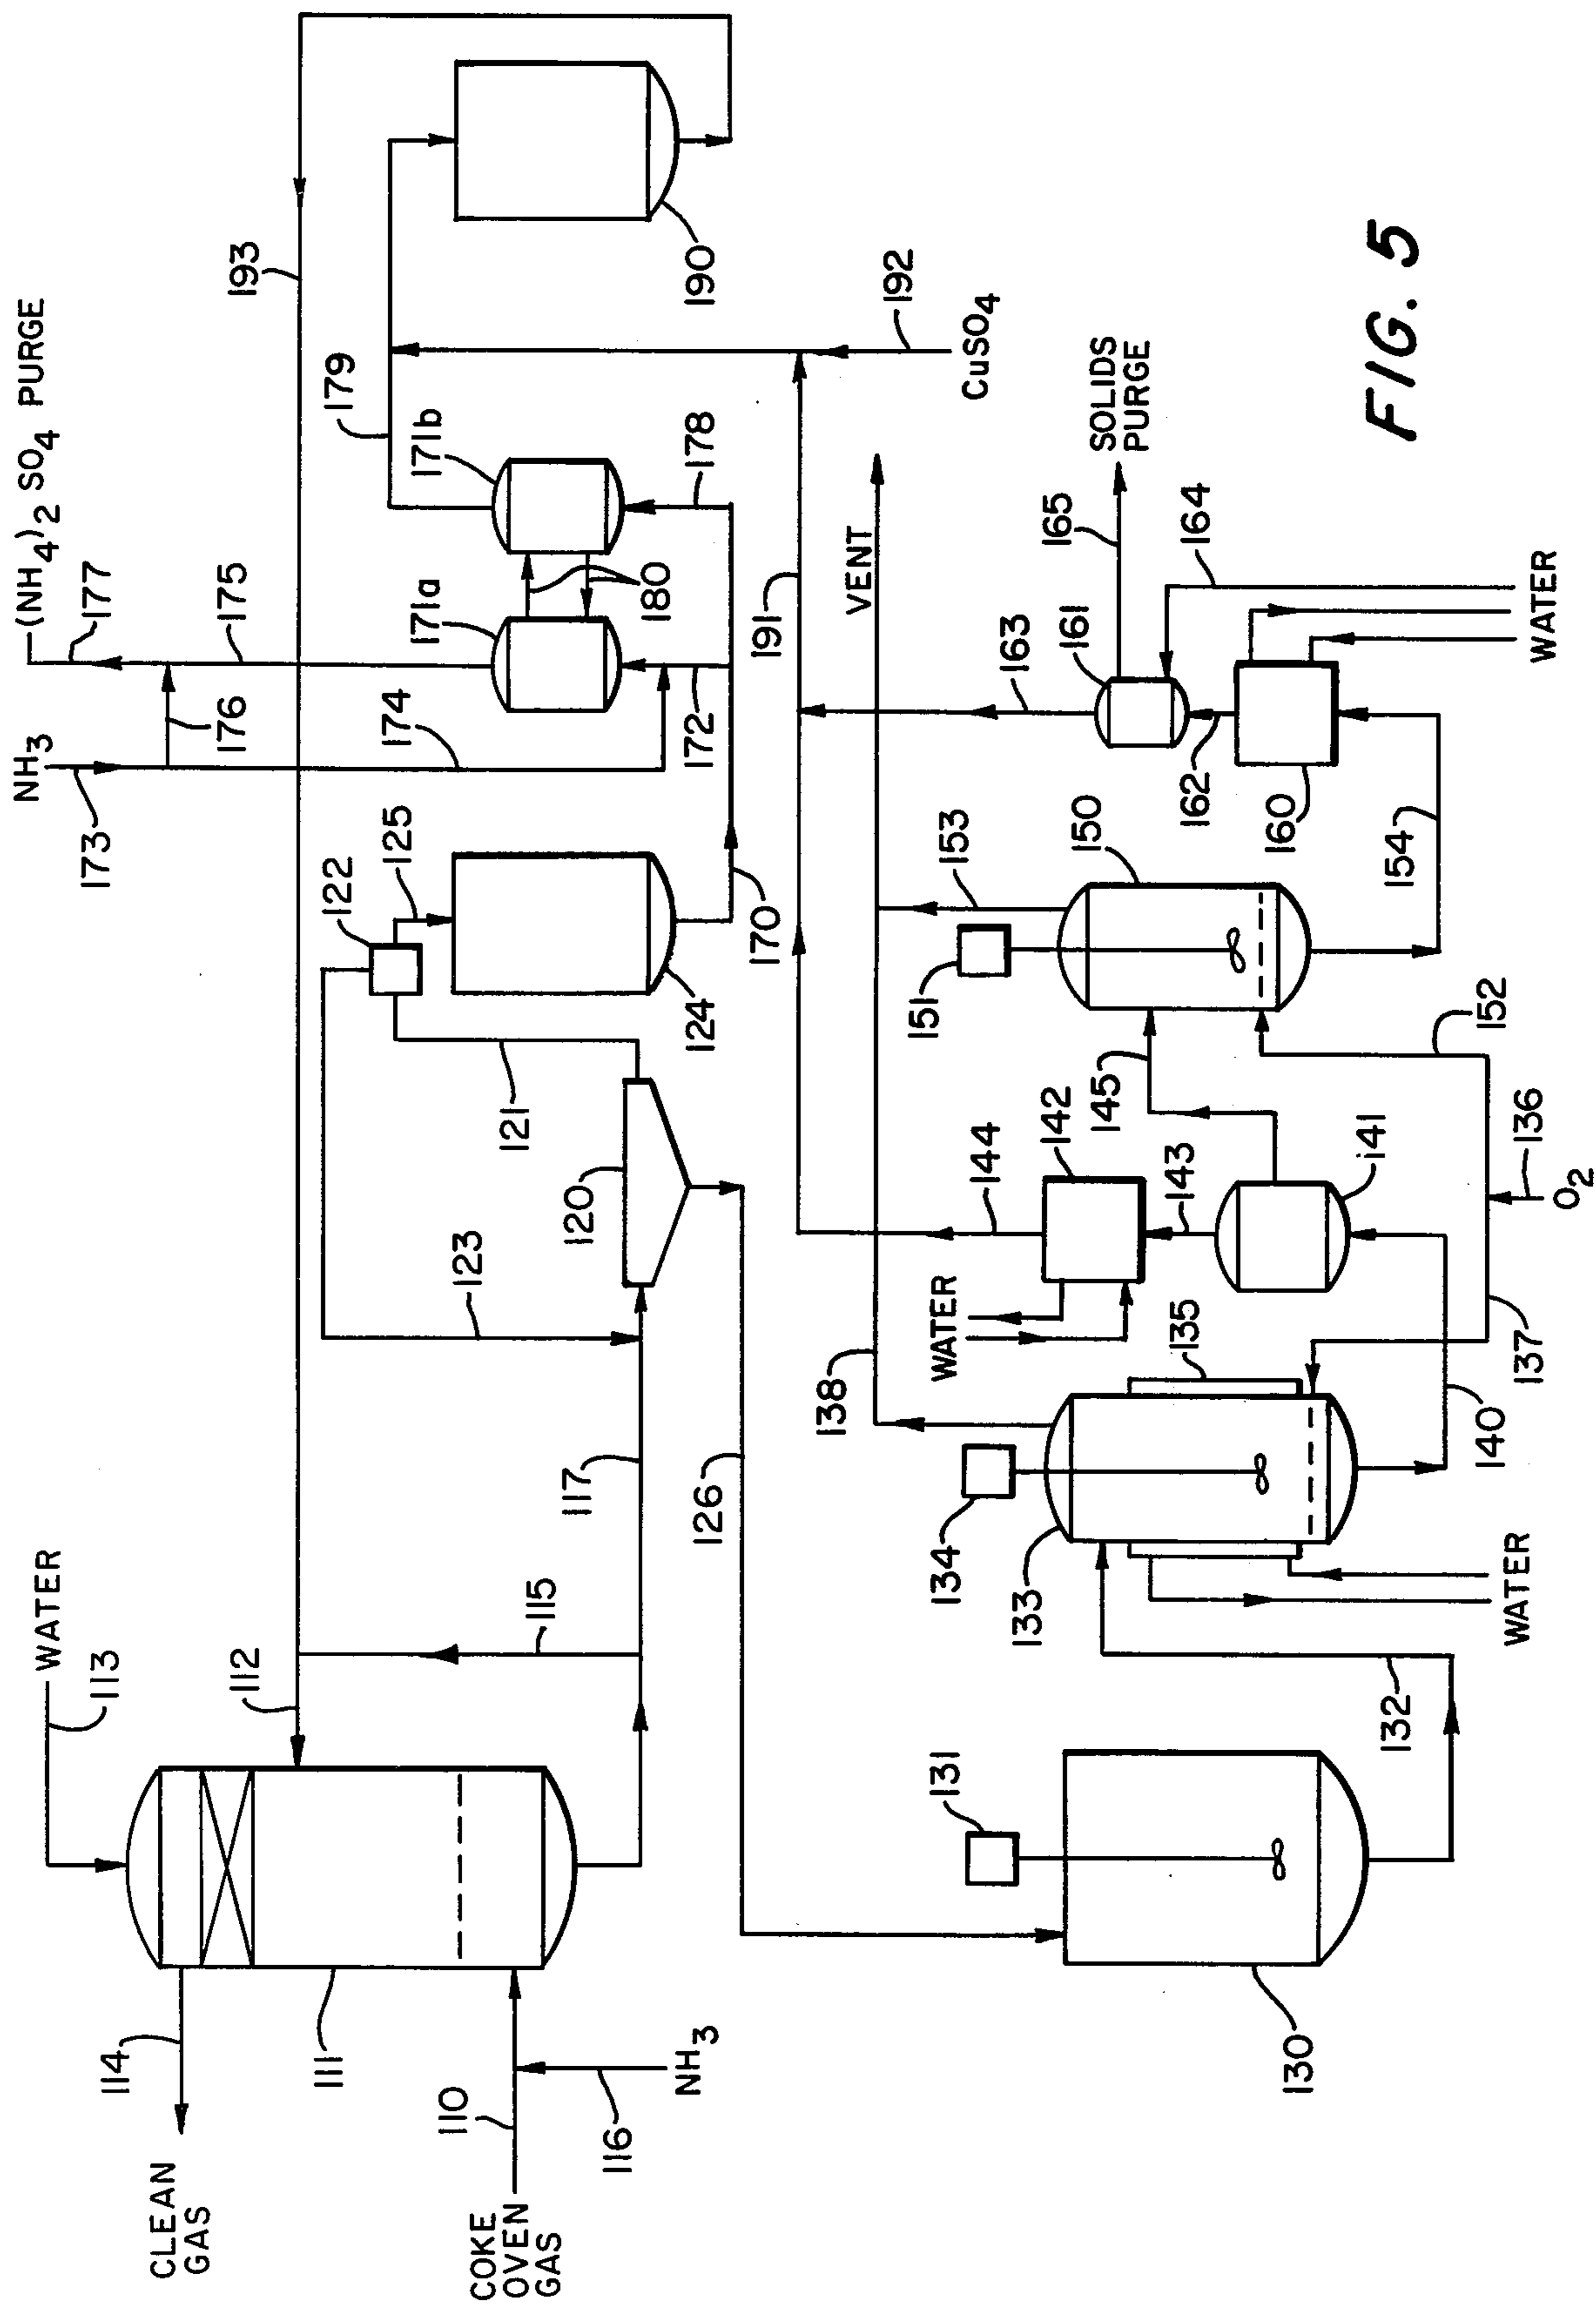 WATER
113
114
CLEAN
GAS
111
112
110
COKE
OVEN
GAS
116
NH3
115
117
123
120
121
122
125
124
126
193
173
NH3
176
174
175
177
(NH4)2 SO4 PURGE
171a
171b
172
180
178
179
170
190
130
131
132
133
134
135
WATER
138
WATER
137
140
136
O2
141
142
143
144
145
150
151
152
153
154
160
161
162
163
164
165
SOLIDS
PURGE
WATER
VENT
191
192
CuSO4
FIG. 5